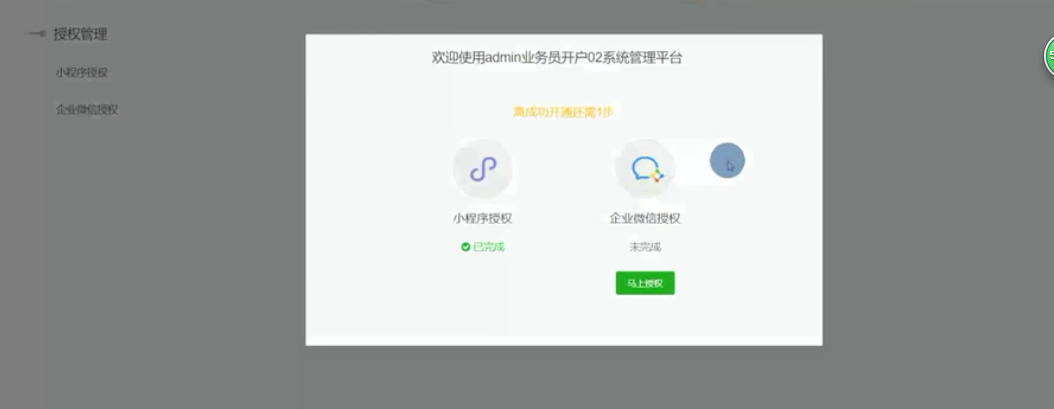 授权管理
小程序授权
企业微信授权
欢迎使用admin业务员开户02系统管理平台
离成功开通还需1步
小程序授权
企业微信授权
已完成
未完成
马上授权